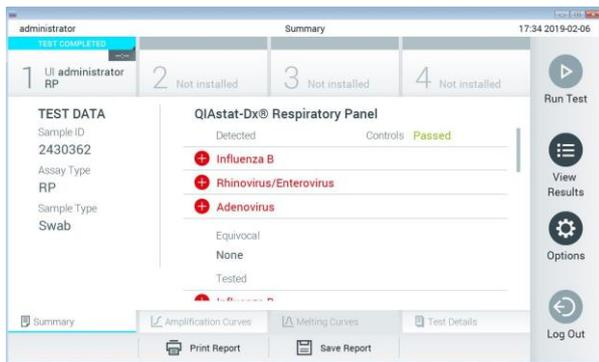 administrator Summary 17:34 2019-02-06
TEST COMPLETED
--:--
1 UI administrator RP
2 Not installed
3 Not installed
4 Not installed
Run Test
View Results
Options
Log Out
TEST DATA
Sample ID
2430362
Assay Type
RP
Sample Type
Swab
QIAstat-Dx® Respiratory Panel
Detected Controls Passed
Influenza B
Rhinovirus/Enterovirus
Adenovirus
Equivocal
None
Tested
Influenza B
Summary Amplification Curves Melting Curves Test Details
Print Report Save Report